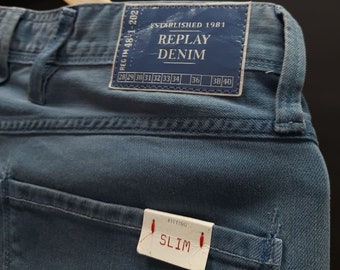 ESTABLISHED 1981
REPLAY
DENIM
28 29 30 31 32 33 34 36 38 40
SLIM